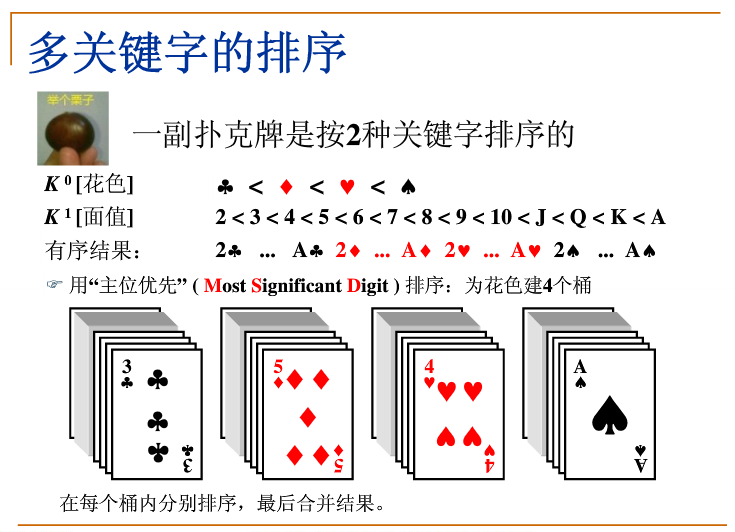 多关键字的排序
举个栗子
一副扑克牌是按2种关键字排序的
K 0 [花色] ♣ < ♦ < ♥ < ♠
K 1 [面值] 2 < 3 < 4 < 5 < 6 < 7 < 8 < 9 < 10 < J < Q < K < A
有序结果： 2♣ ... A♣ 2♦ ... A♦ 2♥ ... A♥ 2♠ ... A♠
☞ 用“主位优先” ( Most Significant Digit ) 排序：为花色建4个桶
3 5 4 A
3 5 4 A
在每个桶内分别排序，最后合并结果。